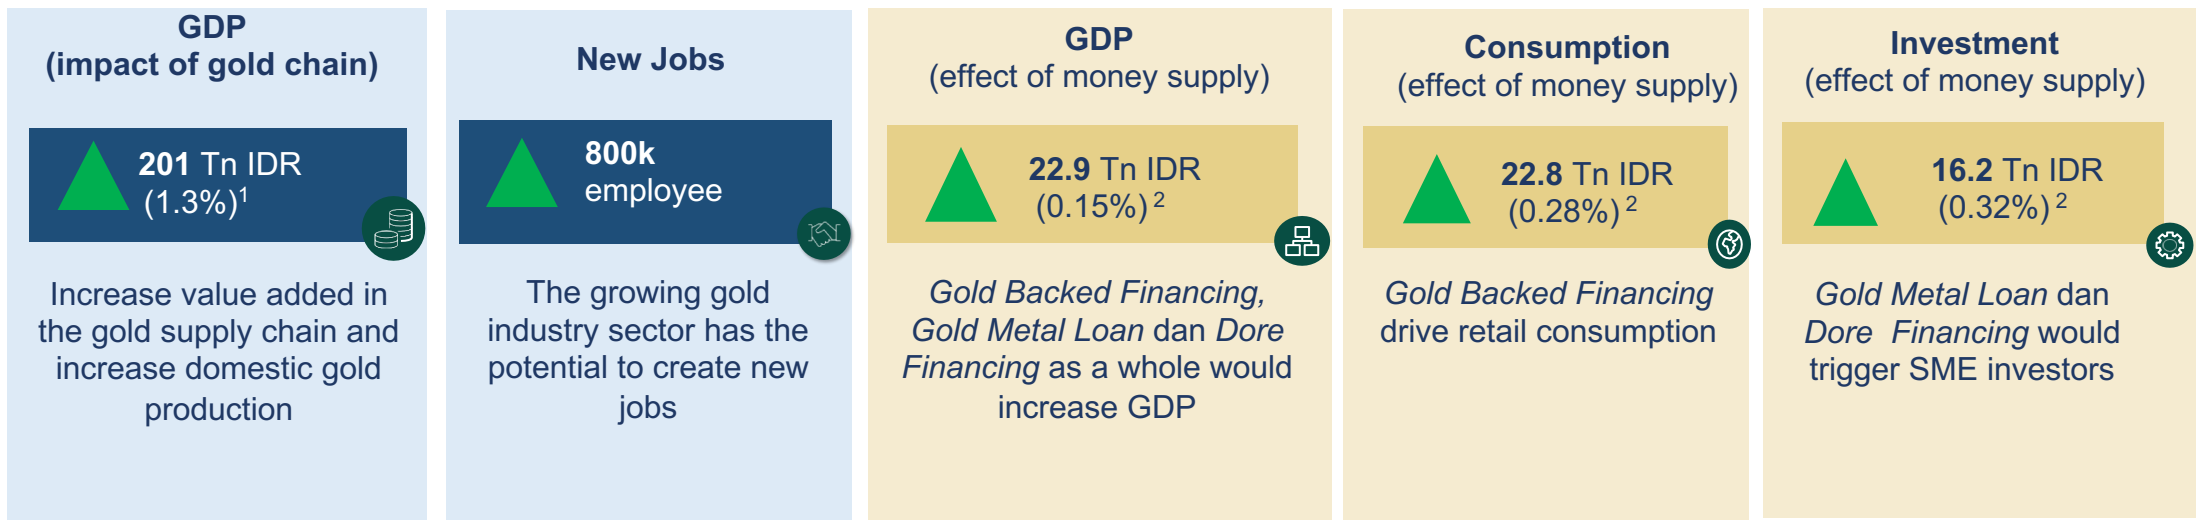 GDP
(impact of gold chain)
201 Tn IDR
(1.3%)1
Increase value added in
the gold supply chain and
increase domestic gold
production
New Jobs
800k
employee
The growing gold
industry sector has the
potential to create new
jobs
GDP
(effect of money supply)
22.9 Tn IDR
(0.15%) 2
Gold Backed Financing,
Gold Metal Loan dan Dore
Financing as a whole would
increase GDP
Consumption
(effect of money supply)
22.8 Tn IDR
(0.28%) 2
Gold Backed Financing
drive retail consumption
Investment
(effect of money supply)
16.2 Tn IDR
(0.32%) 2
Gold Metal Loan dan
Dore Financing would
trigger SME investors